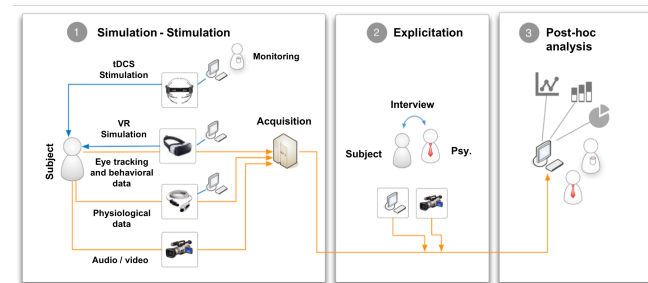 1 Simulation - Stimulation
tDCS
Stimulation
Monitoring
VR
Simulation
Acquisition
Subject
Eye tracking
and behavioral
data
Physiological
data
Audio / video
2 Explicitation
Interview
Subject
Psy.
3 Post-hoc
analysis